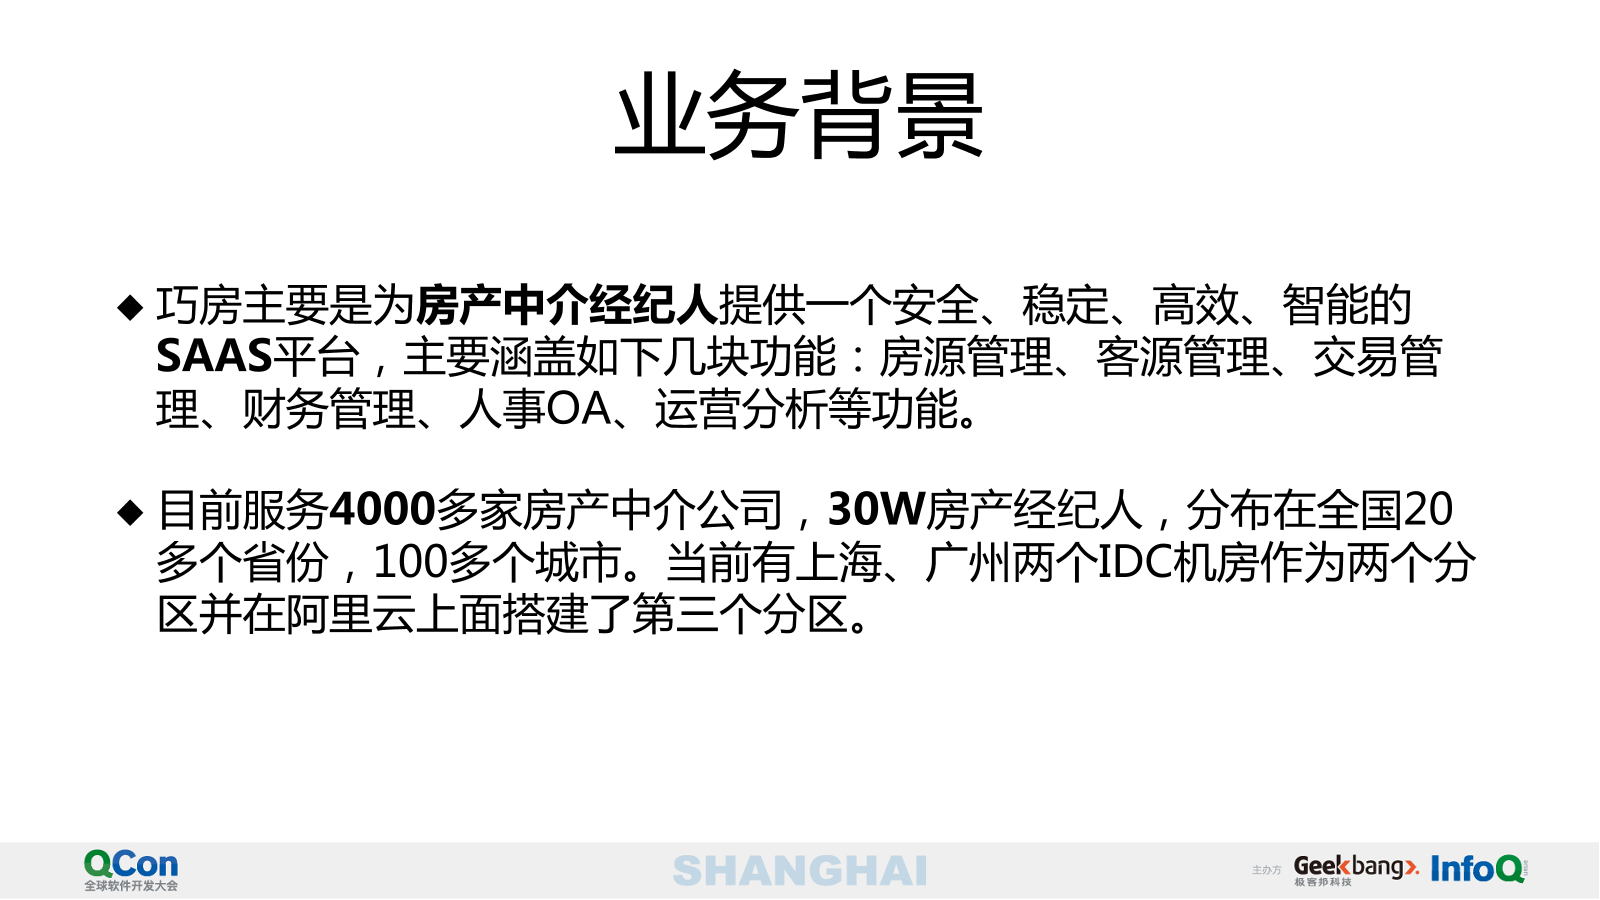 业务背景
◆ 巧房主要是为房产中介经纪人提供一个安全、稳定、高效、智能的
SAAS平台，主要涵盖如下几块功能：房源管理、客源管理、交易管
理、财务管理、人事OA、运营分析等功能。
◆ 目前服务4000多家房产中介公司，30W房产经纪人，分布在全国20
多个省份，100多个城市。当前有上海、广州两个IDC机房作为两个分
区并在阿里云上面搭建了第三个分区。
QCon
全球软件开发大会
SHANGHAI
主办方
Geekbang>.
极客邦科技
InfoQ